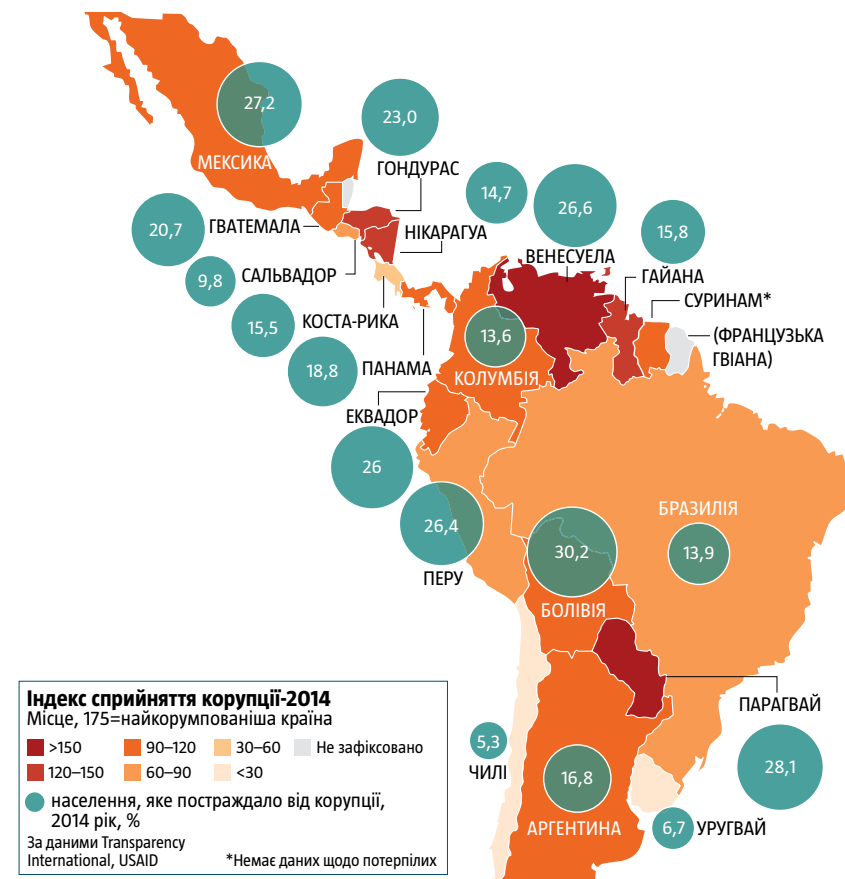 27,2
МЕКСИКА
23,0
ГОНДУРАС
14,7
НІКАРАГУА
26,6
ВЕНЕСУЕЛА
15,8
ГАЙАНА
СУРИНАМ*
(ФРАНЦУЗЬКА
ГВІАНА)
20,7
ГВАТЕМАЛА
9,8
САЛЬВАДОР
15,5
КОСТА-РИКА
18,8
ПАНАМА
13,6
КОЛУМБІЯ
ЕКВАДОР
26
26,4
ПЕРУ
30,2
БОЛІВІЯ
БРАЗИЛІЯ
13,9
ПАРАГВАЙ
28,1
5,3
ЧИЛІ
16,8
АРГЕНТИНА
6,7 УРУГВАЙ
Індекс сприйняття корупції-2014
Місце, 175=найкорумпованіша країна
>150
90–120
30–60
Не зафіксовано
120–150
60–90
<30
населення, яке постраждало від корупції,
2014 рік, %
За даними Transparency
International, USAID
*Немає даних щодо потерпілих